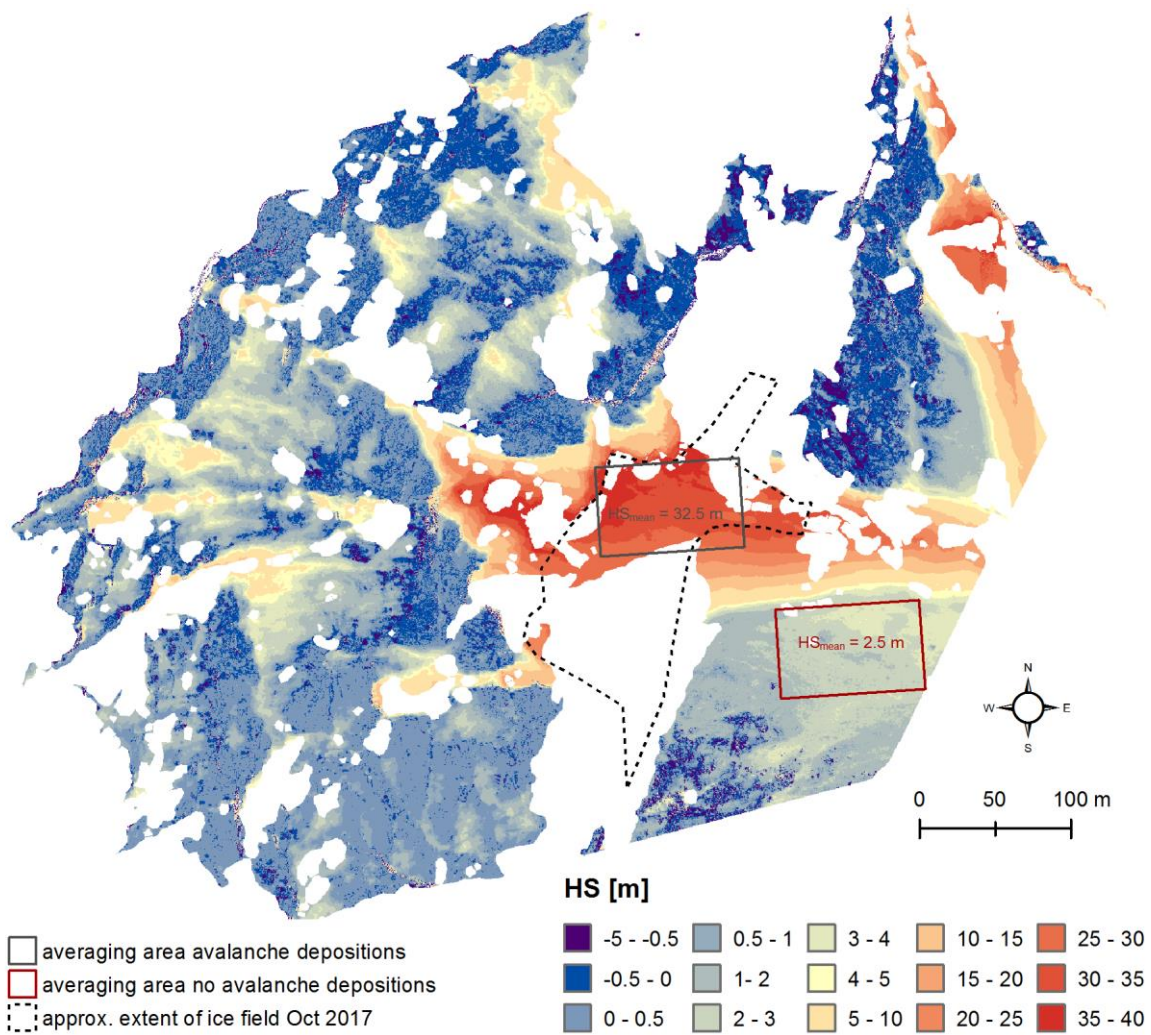 HSmean = 32.5 m
HSmean = 2.5 m
N
W E
S
0 50 100 m
HS [m]
-5 - -0.5 0.5 - 1 3 - 4 10 - 15 25 - 30
-0.5 - 0 1- 2 4 - 5 15 - 20 30 - 35
0 - 0.5 2 - 3 5 - 10 20 - 25 35 - 40
averaging area avalanche depositions
averaging area no avalanche depositions
approx. extent of ice field Oct 2017